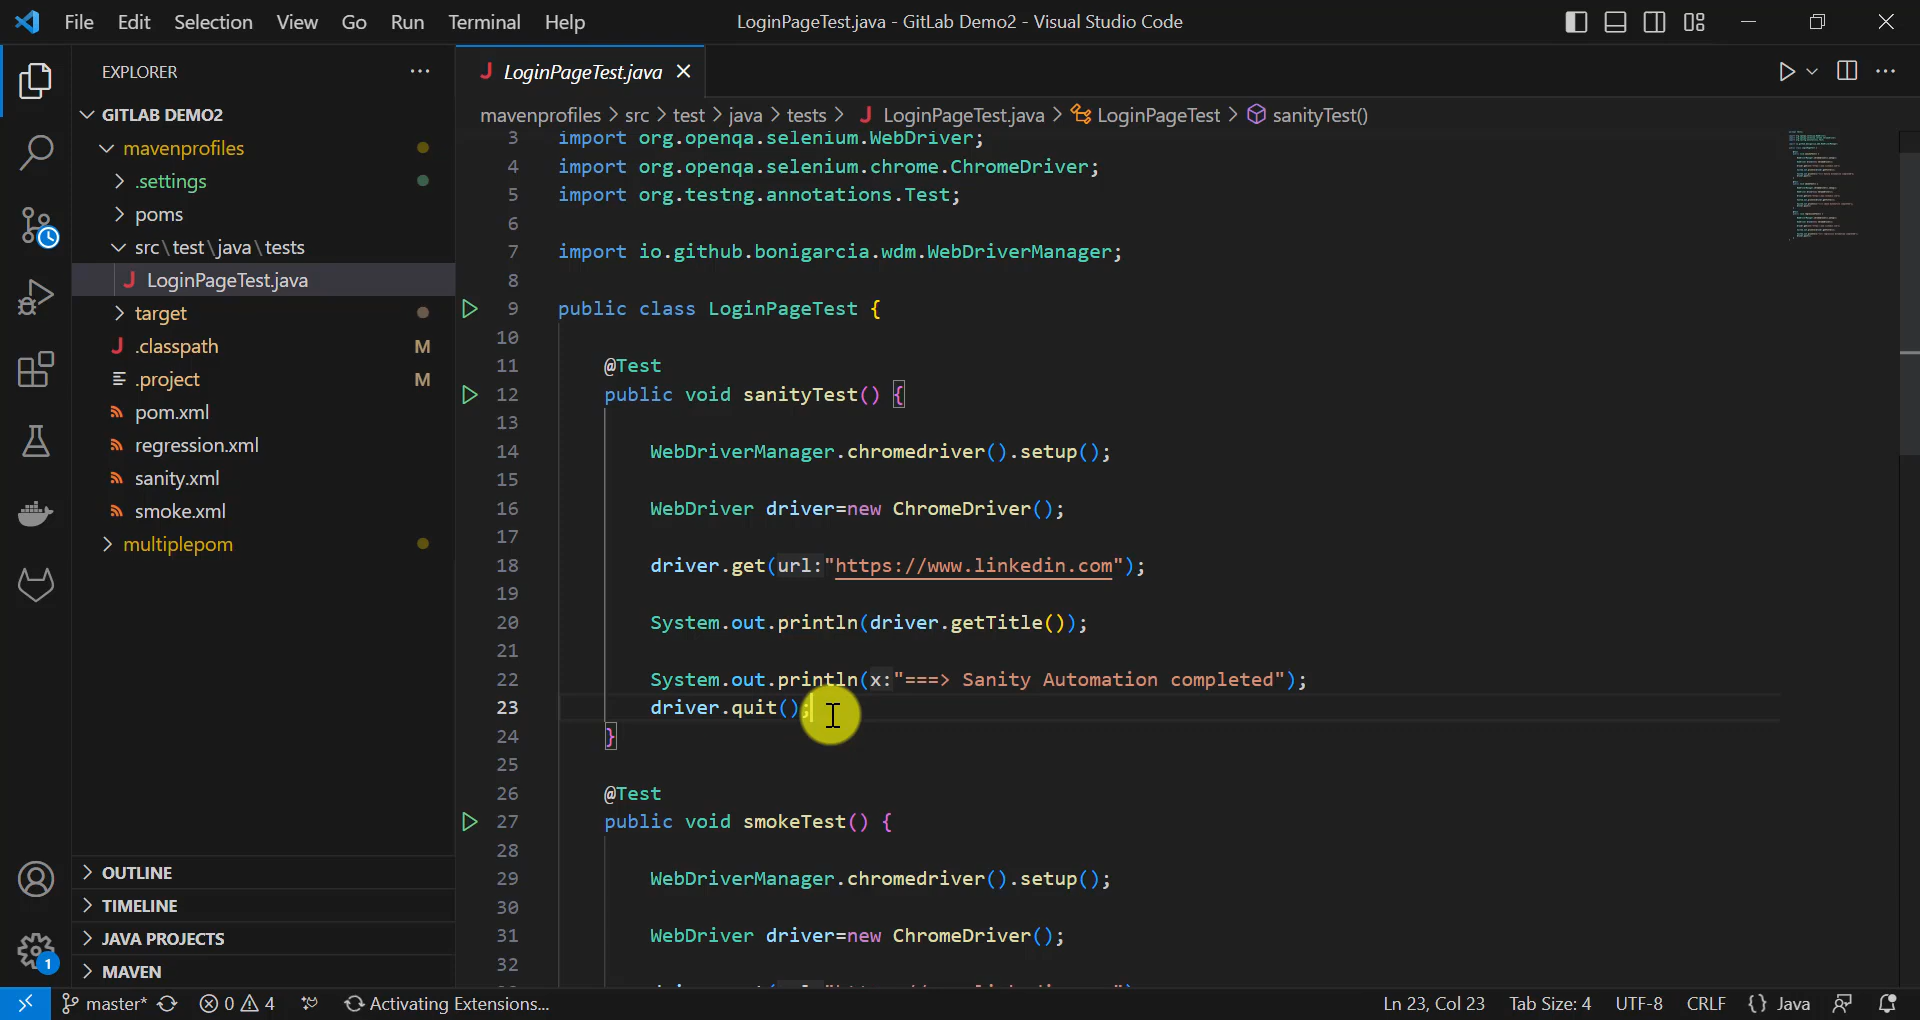 File Edit Selection View Go Run Terminal Help LoginPageTest.java - GitLab Demo2 - Visual Studio Code
EXPLORER
GITLAB DEMO2
mavenprofiles
.settings
poms
src\test\java\tests
LoginPageTest.java
target
.classpath M
.project M
pom.xml
regression.xml
sanity.xml
smoke.xml
multiplepom
OUTLINE
TIMELINE
JAVA PROJECTS
MAVEN
LoginPageTest.java
mavenprofiles > src > test > java > tests > LoginPageTest.java > LoginPageTest > sanityTest()
3 import org.openqa.selenium.WebDriver;
4 import org.openqa.selenium.chrome.ChromeDriver;
5 import org.testng.annotations.Test;
6
7 import io.github.bonigarcia.wdm.WebDriverManager;
8
9 public class LoginPageTest {
10
11 @Test
12 public void sanityTest() {
13
14 WebDriverManager.chromedriver().setup();
15
16 WebDriver driver=new ChromeDriver();
17
18 driver.get(url:"https://www.linkedin.com");
19
20 System.out.println(driver.getTitle());
21
22 System.out.println(x:"===> Sanity Automation completed");
23 driver.quit();
24 }
25
26 @Test
27 public void smokeTest() {
28
29 WebDriverManager.chromedriver().setup();
30
31 WebDriver driver=new ChromeDriver();
32
1
master* 0 4 Activating Extensions... Ln 23, Col 23 Tab Size: 4 UTF-8 CRLF {} Java